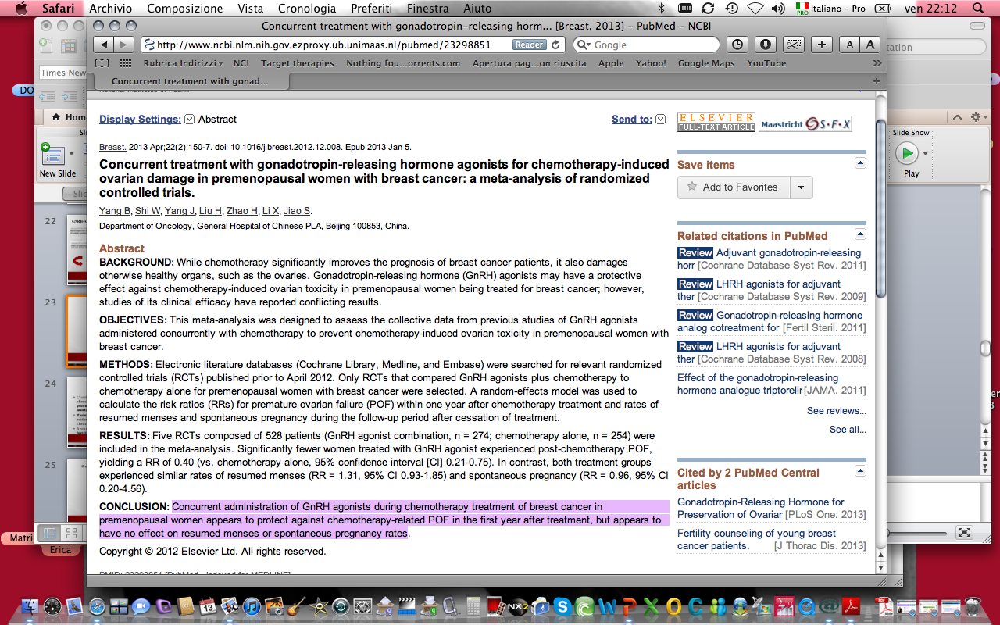 Safari Archivio Composizione Vista Cronologia Preferiti Finestra Aiuto
PRO Italiano - Pro ven 22:12
Concurrent treatment with gonadotropin-releasing horm... [Breast. 2013] - PubMed - NCBI
http://www.ncbi.nlm.nih.gov.ezproxy.ub.unimaas.nl/pubmed/23298851 Reader
Google
A A
Rubrica Indirizzi NCI Target therapies Nothing fou...orrents.com Apertura pag...on riuscita Apple Yahoo! Google Maps YouTube
Concurrent treatment with gonad...
Times New
DO
Hom
New Slide
Slide Show
Play
22
23
24
25
Matri
Erica
National Institutes of Health
Display Settings: Abstract
Send to:
Breast. 2013 Apr;22(2):150-7. doi: 10.1016/j.breast.2012.12.008. Epub 2013 Jan 5.
Concurrent treatment with gonadotropin-releasing hormone agonists for chemotherapy-induced
ovarian damage in premenopausal women with breast cancer: a meta-analysis of randomized
controlled trials.
Yang B, Shi W, Yang J, Liu H, Zhao H, Li X, Jiao S.
Department of Oncology, General Hospital of Chinese PLA, Beijing 100853, China.
Abstract
BACKGROUND: While chemotherapy significantly improves the prognosis of breast cancer patients, it also damages
otherwise healthy organs, such as the ovaries. Gonadotropin-releasing hormone (GnRH) agonists may have a protective
effect against chemotherapy-induced ovarian toxicity in premenopausal women being treated for breast cancer; however,
studies of its clinical efficacy have reported conflicting results.
OBJECTIVES: This meta-analysis was designed to assess the collective data from previous studies of GnRH agonists
administered concurrently with chemotherapy to prevent chemotherapy-induced ovarian toxicity in premenopausal women with
breast cancer.
METHODS: Electronic literature databases (Cochrane Library, Medline, and Embase) were searched for relevant randomized
controlled trials (RCTs) published prior to April 2012. Only RCTs that compared GnRH agonists plus chemotherapy to
chemotherapy alone for premenopausal women with breast cancer were selected. A random-effects model was used to
calculate the risk ratios (RRs) for premature ovarian failure (POF) within one year after chemotherapy treatment and rates of
resumed menses and spontaneous pregnancy during the follow-up period after cessation of treatment.
RESULTS: Five RCTs composed of 528 patients (GnRH agonist combination, n = 274; chemotherapy alone, n = 254) were
included in the meta-analysis. Significantly fewer women treated with GnRH agonist experienced post-chemotherapy POF,
yielding a RR of 0.40 (vs. chemotherapy alone, 95% confidence interval [CI] 0.21-0.75). In contrast, both treatment groups
experienced similar rates of resumed menses (RR = 1.31, 95% CI 0.93-1.85) and spontaneous pregnancy (RR = 0.96, 95% CI
0.20-4.56).
CONCLUSION: Concurrent administration of GnRH agonists during chemotherapy treatment of breast cancer in
premenopausal women appears to protect against chemotherapy-related POF in the first year after treatment, but appears to
have no effect on resumed menses or spontaneous pregnancy rates.
Copyright © 2012 Elsevier Ltd. All rights reserved.
PMID: 23298851 [PubMed - indexed for MEDLINE]
ELSEVIER
FULL-TEXT ARTICLE
Maastricht S·F·X
Save items
Add to Favorites
Related citations in PubMed
Review Adjuvant gonadotropin-releasing
horr [Cochrane Database Syst Rev. 2011]
Review LHRH agonists for adjuvant
ther [Cochrane Database Syst Rev. 2009]
Review Gonadotropin-releasing hormone
analog cotreatment for [Fertil Steril. 2011]
Review LHRH agonists for adjuvant
ther [Cochrane Database Syst Rev. 2008]
Effect of the gonadotropin-releasing
hormone analogue triptorelir [JAMA. 2011]
See reviews...
See all...
Cited by 2 PubMed Central
articles
Gonadotropin-Releasing Hormone for
Preservation of Ovariar [PLoS One. 2013]
Fertility counseling of young breast
cancer patients. [J Thorac Dis. 2013]